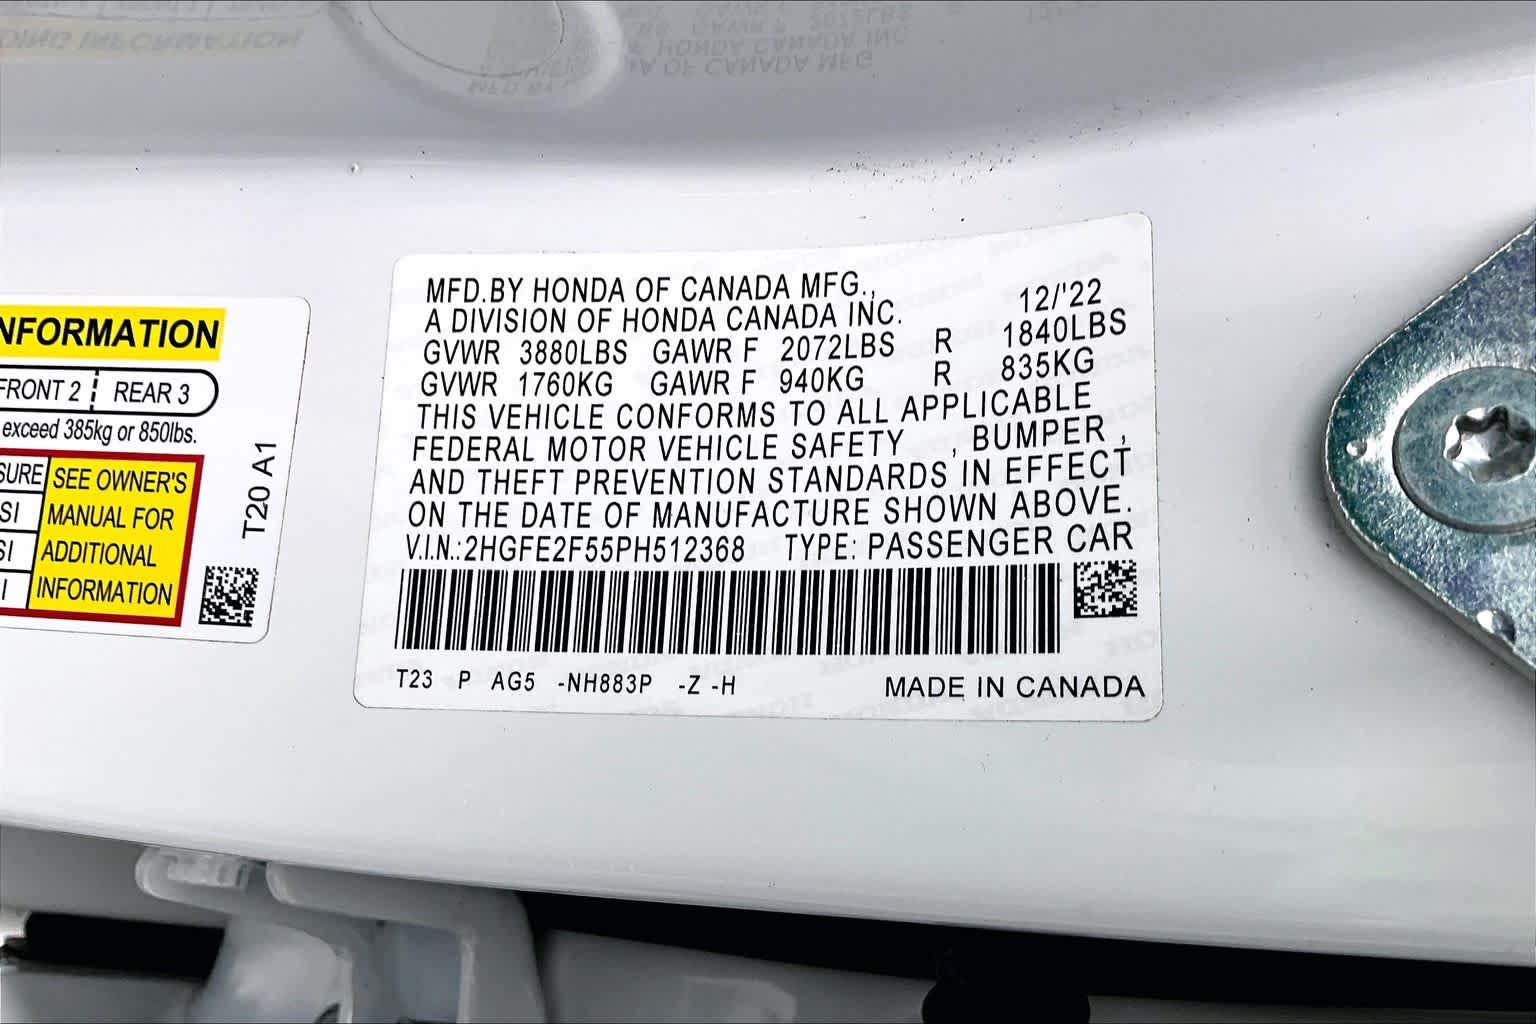 NFORMATION
FRONT 2 REAR 3
exceed 385kg or 850lbs.
SURE
SI
SI
I
SEE OWNER'S
MANUAL FOR
ADDITIONAL
INFORMATION
T20 A1
MFD.BY HONDA OF CANADA MFG.,
A DIVISION OF HONDA CANADA INC. 12/'22
GVWR 3880LBS GAWR F 2072LBS R 1840LBS
GVWR 1760KG GAWR F 940KG R 835KG
THIS VEHICLE CONFORMS TO ALL APPLICABLE
FEDERAL MOTOR VEHICLE SAFETY , BUMPER ,
AND THEFT PREVENTION STANDARDS IN EFFECT
ON THE DATE OF MANUFACTURE SHOWN ABOVE.
V.I.N.:2HGFE2F55PH512368 TYPE: PASSENGER CAR
T23 P AG5 -NH883P -Z -H MADE IN CANADA